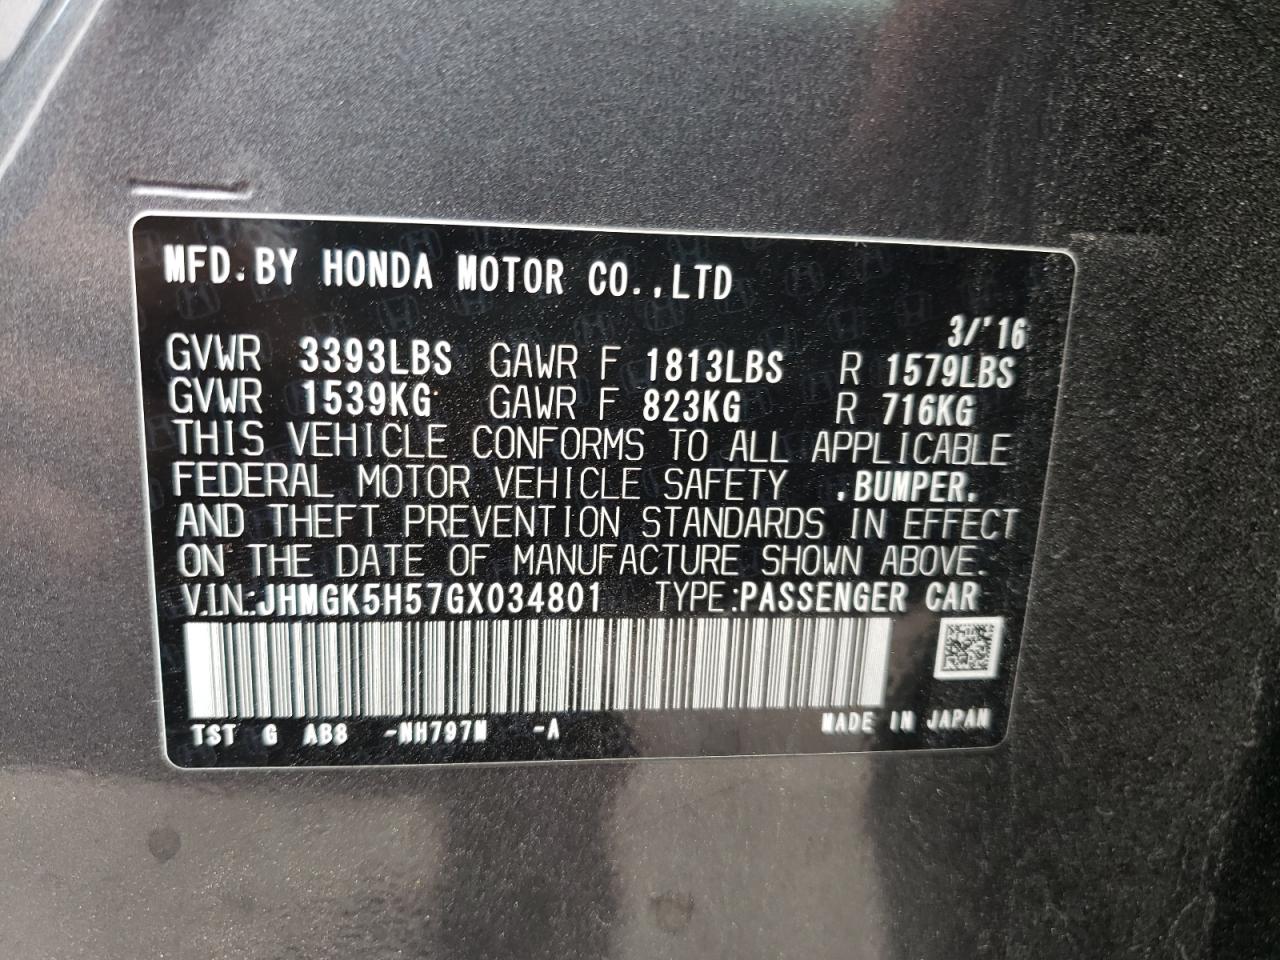 MFD.BY HONDA MOTOR CO.,LTD
3/'16
GVWR 3393LBS GAWR F 1813LBS R 1579LBS
GVWR 1539KG GAWR F 823KG R 716KG
THIS VEHICLE CONFORMS TO ALL APPLICABLE
FEDERAL MOTOR VEHICLE SAFETY .BUMPER.
AND THEFT PREVENTION STANDARDS IN EFFECT
ON THE DATE OF MANUFACTURE SHOWN ABOVE.
V.I.N.:JHMGK5H57GX034801 TYPE:PASSENGER CAR
TST G AB8 -NH797M -A MADE IN JAPAN